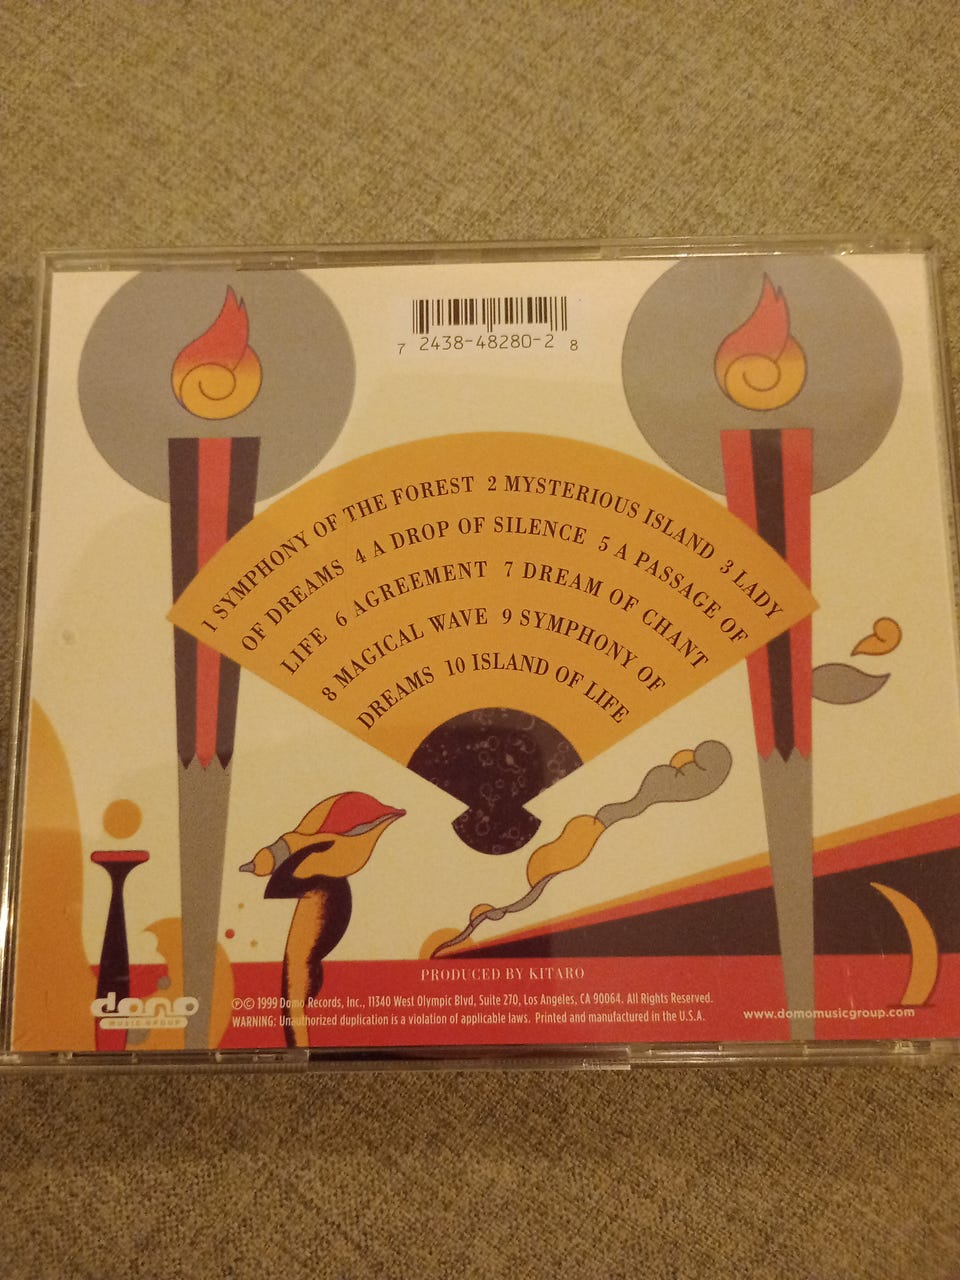 7 2438-48280-2 8
1 SYMPHONY OF THE FOREST 2 MYSTERIOUS ISLAND 3 LADY
OF DREAMS 4 A DROP OF SILENCE 5 A PASSAGE OF
LIFE 6 AGREEMENT 7 DREAM OF CHANT
8 MAGICAL WAVE 9 SYMPHONY OF
DREAMS 10 ISLAND OF LIFE
PRODUCED BY KITARO
domo
MUSIC GROUP
℗© 1999 Domo Records, Inc., 11340 West Olympic Blvd, Suite 270, Los Angeles, CA 90064. All Rights Reserved.
WARNING: Unauthorized duplication is a violation of applicable laws. Printed and manufactured in the U.S.A.
www.domomusicgroup.com